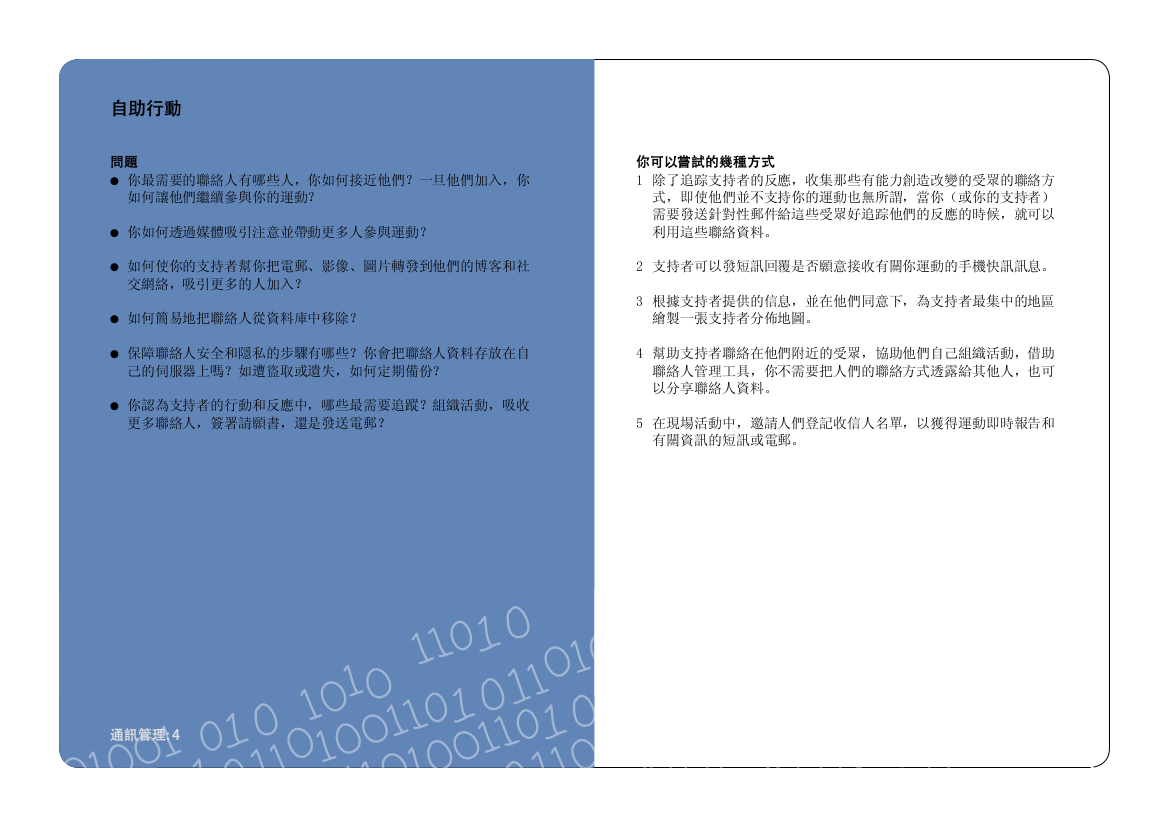 自助行動
問題
● 你最需要的聯絡人有哪些人，你如何接近他們？一旦他們加入，你
如何讓他們繼續參與你的運動？
● 你如何透過媒體吸引注意並帶動更多人參與運動？
● 如何使你的支持者幫你把電郵、影像、圖片轉發到他們的博客和社
交網絡，吸引更多的人加入？
● 如何簡易地把聯絡人從資料庫中移除？
● 保障聯絡人安全和隱私的步驟有哪些？你會把聯絡人資料存放在自
己的伺服器上嗎？如遭盜取或遺失，如何定期備份？
● 你認為支持者的行動和反應中，哪些最需要追蹤？組織活動，吸收
更多聯絡人，簽署請願書，還是發送電郵？
11010
1010
010
01001
通訊管理:4
你可以嘗試的幾種方式
1 除了追踪支持者的反應，收集那些有能力創造改變的受眾的聯絡方
式，即使他們並不支持你的運動也無所謂，當你（或你的支持者）
需要發送針對性郵件給這些受眾好追踪他們的反應的時候，就可以
利用這些聯絡資料。
2 支持者可以發短訊回覆是否願意接收有關你運動的手機快訊訊息。
3 根據支持者提供的信息，並在他們同意下，為支持者最集中的地區
繪製一張支持者分佈地圖。
4 幫助支持者聯絡在他們附近的受眾，協助他們自己組織活動，借助
聯絡人管理工具，你不需要把人們的聯絡方式透露給其他人，也可
以分享聯絡人資料。
5 在現場活動中，邀請人們登記收信人名單，以獲得運動即時報告和
有關資訊的短訊或電郵。